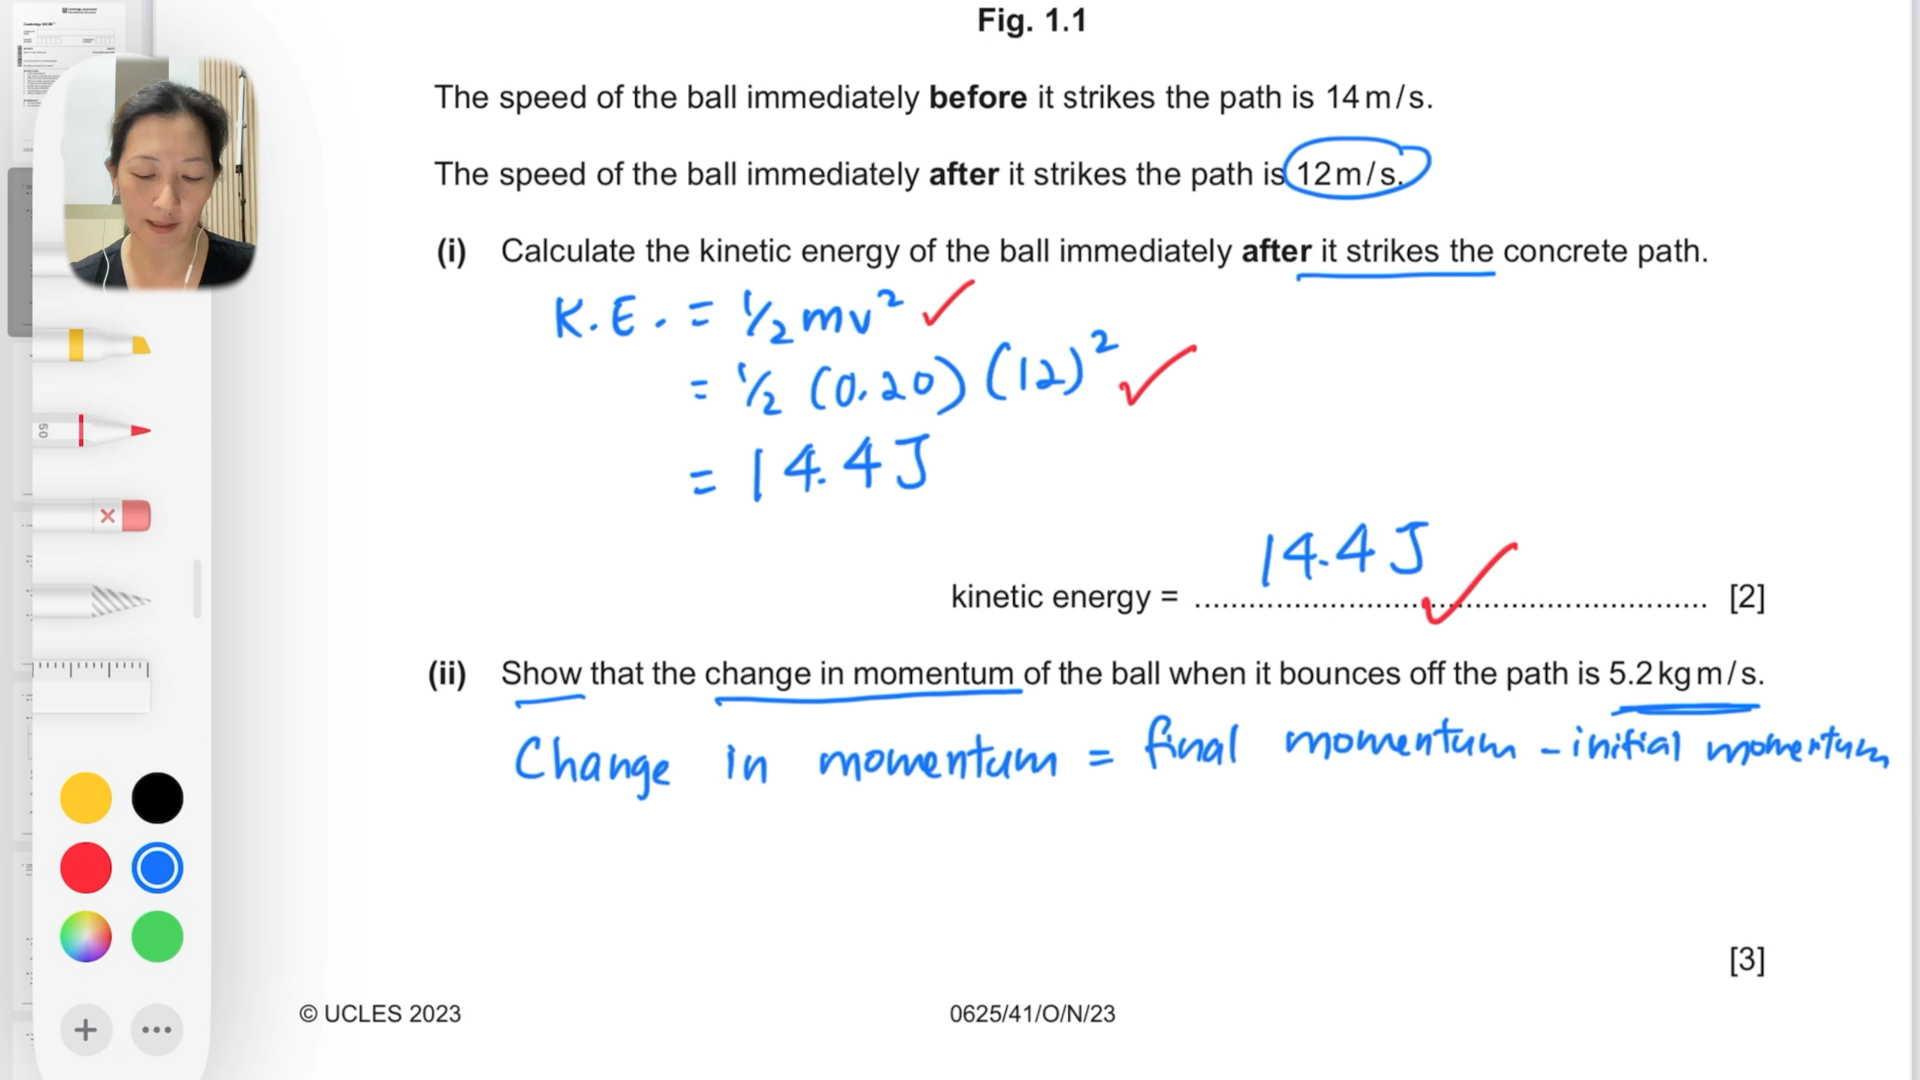 Fig. 1.1
The speed of the ball immediately before it strikes the path is 14 m/s.
The speed of the ball immediately after it strikes the path is 12 m/s.
(i) Calculate the kinetic energy of the ball immediately after it strikes the concrete path.
K.E. = ½ mv²
= ½ (0.20) (12)²
= 14.4 J
14.4 J
kinetic energy = ............................................................ [2]
(ii) Show that the change in momentum of the ball when it bounces off the path is 5.2 kg m/s.
Change in momentum = final momentum - initial momentum
[3]
© UCLES 2023
0625/41/O/N/23
50